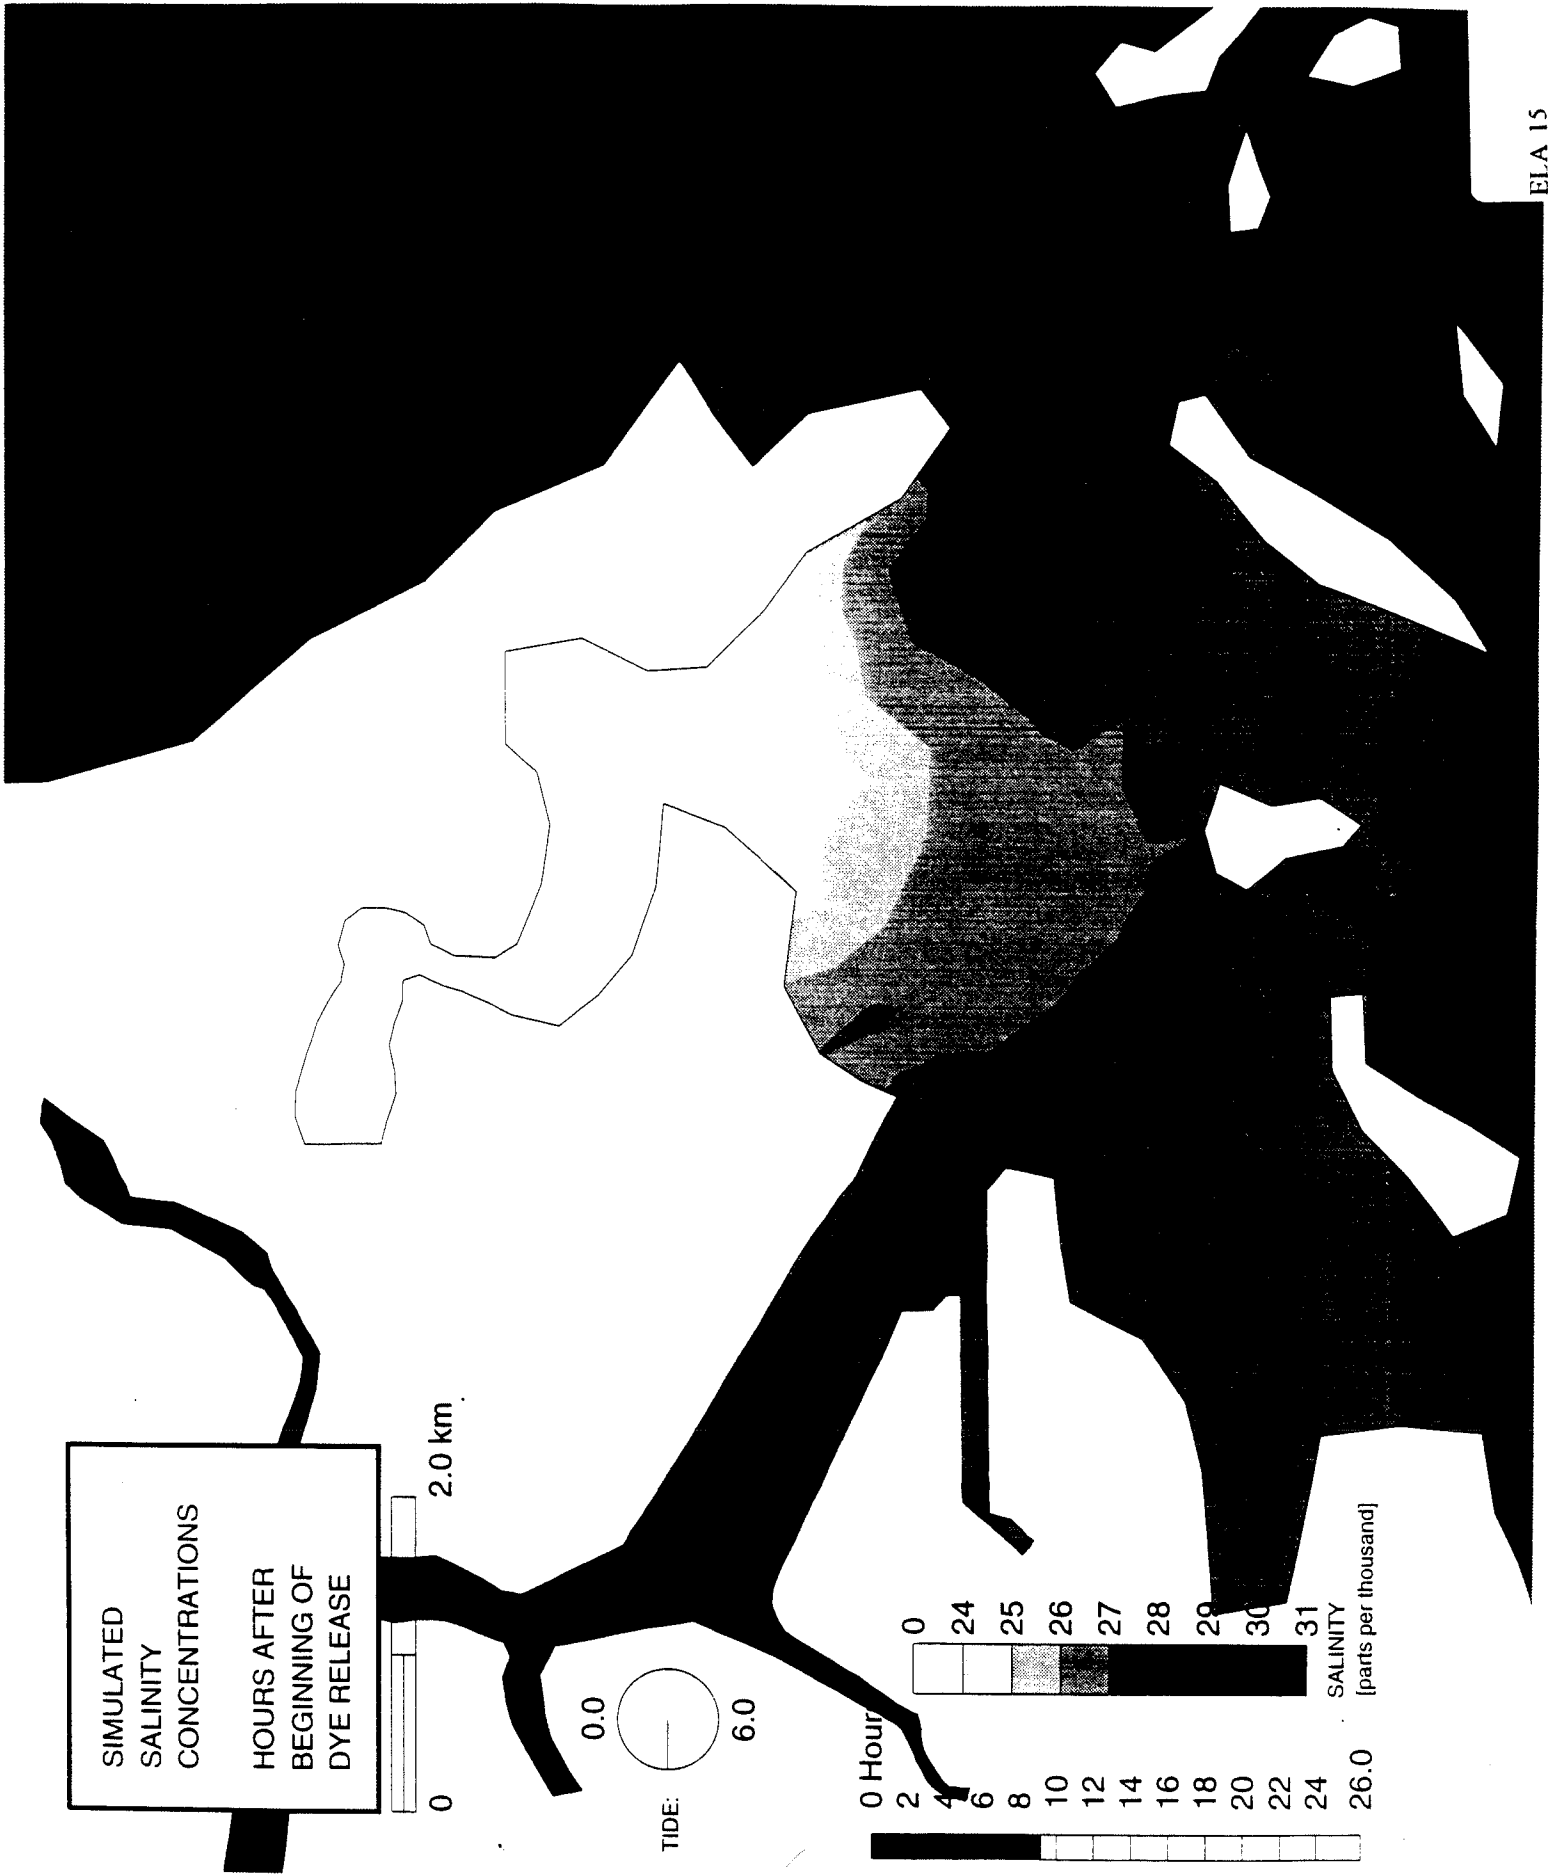 SIMULATED
SALINITY
CONCENTRATIONS
HOURS AFTER
BEGINNING OF
DYE RELEASE
0
2.0 km
TIDE:
0.0
6.0
0 Hour
2
4
6
8
10
12
14
16
18
20
22
24
26.0
0
24
25
26
27
28
29
30
31
SALINITY
[parts per thousand]
ELA 15